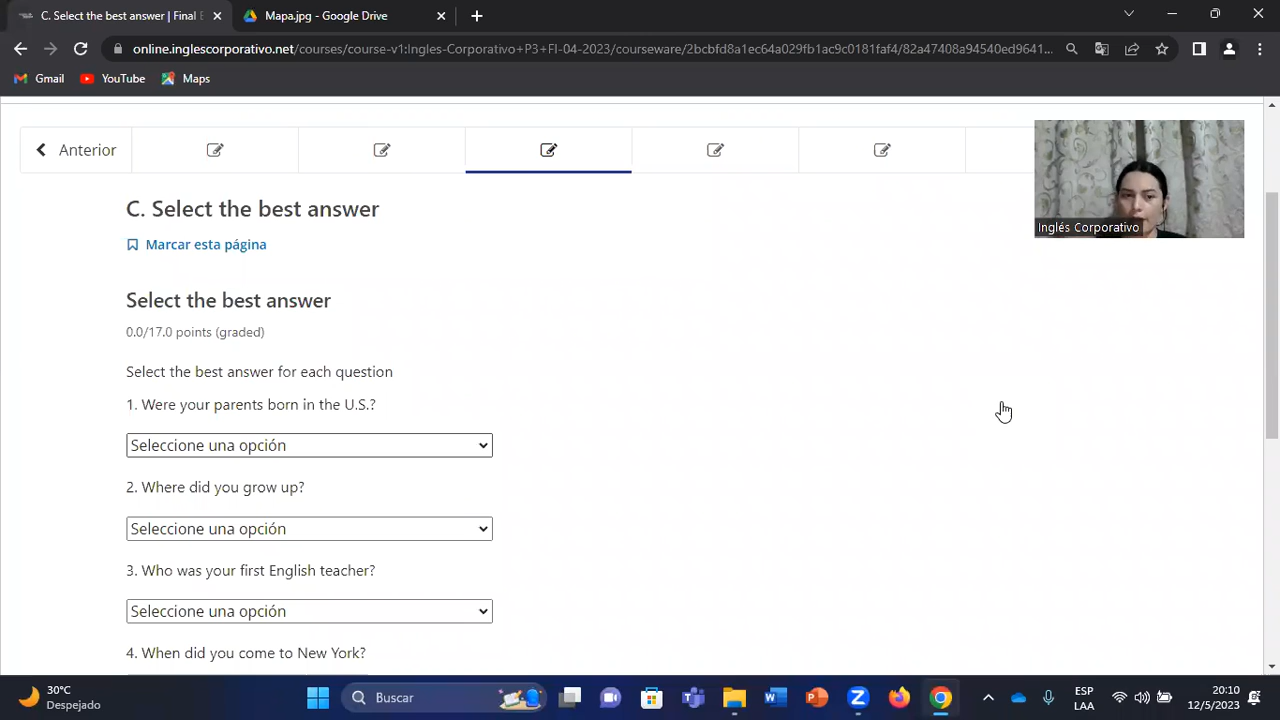 C. Select the best answer | Final E
Mapa.jpg - Google Drive
online.inglescorporativo.net/courses/course-v1:Ingles-Corporativo+P3+FI-04-2023/courseware/2bcbfd8a1ec64a029fb1ac9c0181faf4/82a47408a94540ed9641...
Gmail
YouTube
Maps
Anterior
C. Select the best answer
Marcar esta página
Inglés Corporativo
Select the best answer
0.0/17.0 points (graded)
Select the best answer for each question
1. Were your parents born in the U.S.?
Seleccione una opción
2. Where did you grow up?
Seleccione una opción
3. Who was your first English teacher?
Seleccione una opción
4. When did you come to New York?
30°C
Despejado
Buscar
ESP
LAA
20:10
12/5/2023